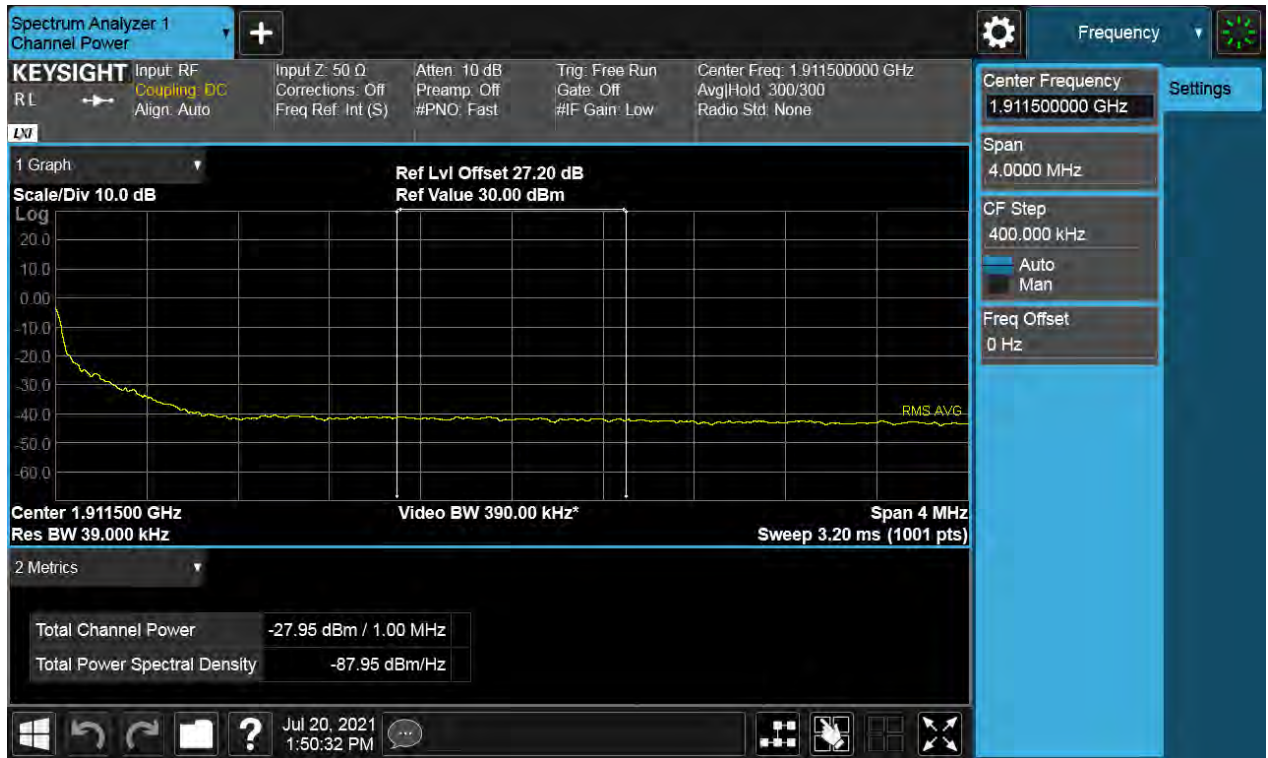 Spectrum Analyzer 1
Channel Power
+
Frequency
KEYSIGHT
RL
LXI
Input: RF
Coupling: DC
Align: Auto
Input Z: 50 Ω
Corrections: Off
Freq Ref: Int (S)
Atten: 10 dB
Preamp: Off
#PNO: Fast
Trig: Free Run
Gate: Off
#IF Gain: Low
Center Freq: 1.911500000 GHz
Avg|Hold: 300/300
Radio Std: None
Center Frequency
1.911500000 GHz
Settings
Span
4.0000 MHz
CF Step
400.000 kHz
Auto
Man
Freq Offset
0 Hz
1 Graph
Scale/Div 10.0 dB
Ref Lvl Offset 27.20 dB
Ref Value 30.00 dBm
Log
20.0
10.0
0.00
-10.0
-20.0
-30.0
-40.0
-50.0
-60.0
RMS AVG
Center 1.911500 GHz
Video BW 390.00 kHz*
Span 4 MHz
Res BW 39.000 kHz
Sweep 3.20 ms (1001 pts)
2 Metrics
Total Channel Power
-27.95 dBm / 1.00 MHz
Total Power Spectral Density
-87.95 dBm/Hz
?
Jul 20, 2021
1:50:32 PM